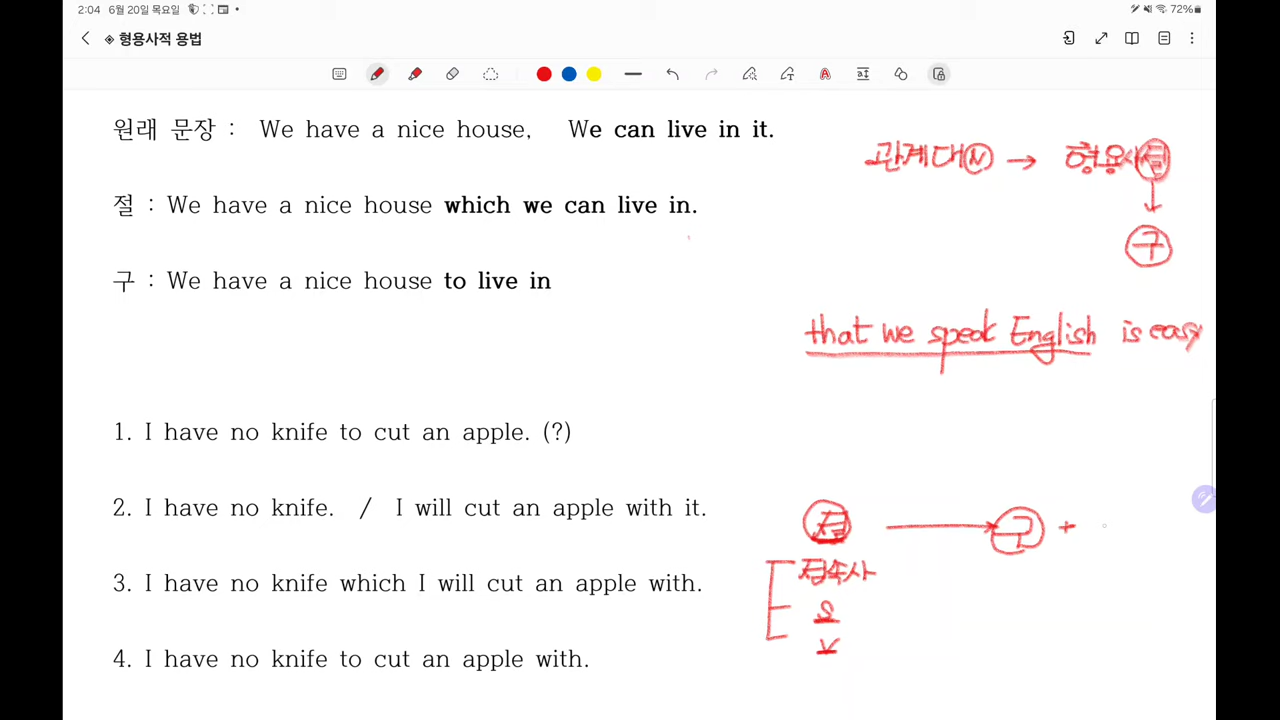 2:04 6월 20일 목요일 72%
형용사적 용법
원래 문장 : We have a nice house, We can live in it.
관계대(N) → 형용사절
절 : We have a nice house which we can live in.
구
구 : We have a nice house to live in
that we speak English is easy
1. I have no knife to cut an apple. (?)
2. I have no knife. / I will cut an apple with it.
절 → 구 +
접속사
3. I have no knife which I will cut an apple with.
S
V
4. I have no knife to cut an apple with.